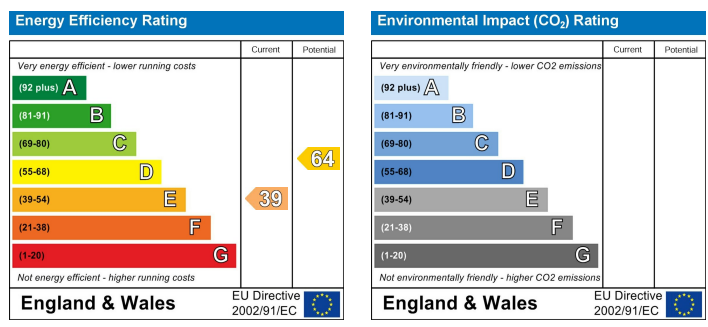 Energy Efficiency Rating
Current Potential
Very energy efficient - lower running costs
(92 plus) A
(81-91) B
(69-80) C
(55-68) D
(39-54) E
(21-38) F
(1-20) G
39
64
Not energy efficient - higher running costs
England & Wales
EU Directive
2002/91/EC
Environmental Impact (CO₂) Rating
Current Potential
Very environmentally friendly - lower CO2 emissions
(92 plus) A
(81-91) B
(69-80) C
(55-68) D
(39-54) E
(21-38) F
(1-20) G
Not environmentally friendly - higher CO2 emissions
England & Wales
EU Directive
2002/91/EC